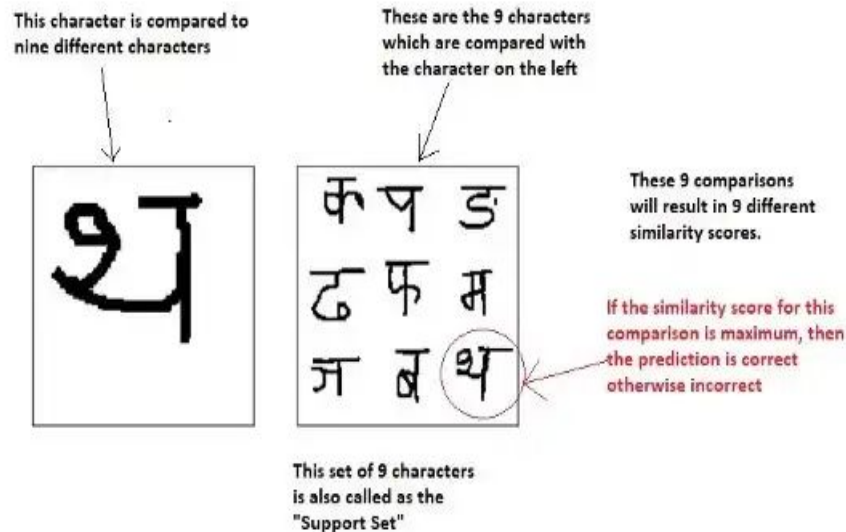 This character is compared to
nine different characters
These are the 9 characters
which are compared with
the character on the left
थ
क प ङ
ढ फ म
ज ब थ
These 9 comparisons
will result in 9 different
similarity scores.
If the similarity score for this
comparison is maximum, then
the prediction is correct
otherwise incorrect
This set of 9 characters
is also called as the
"Support Set"